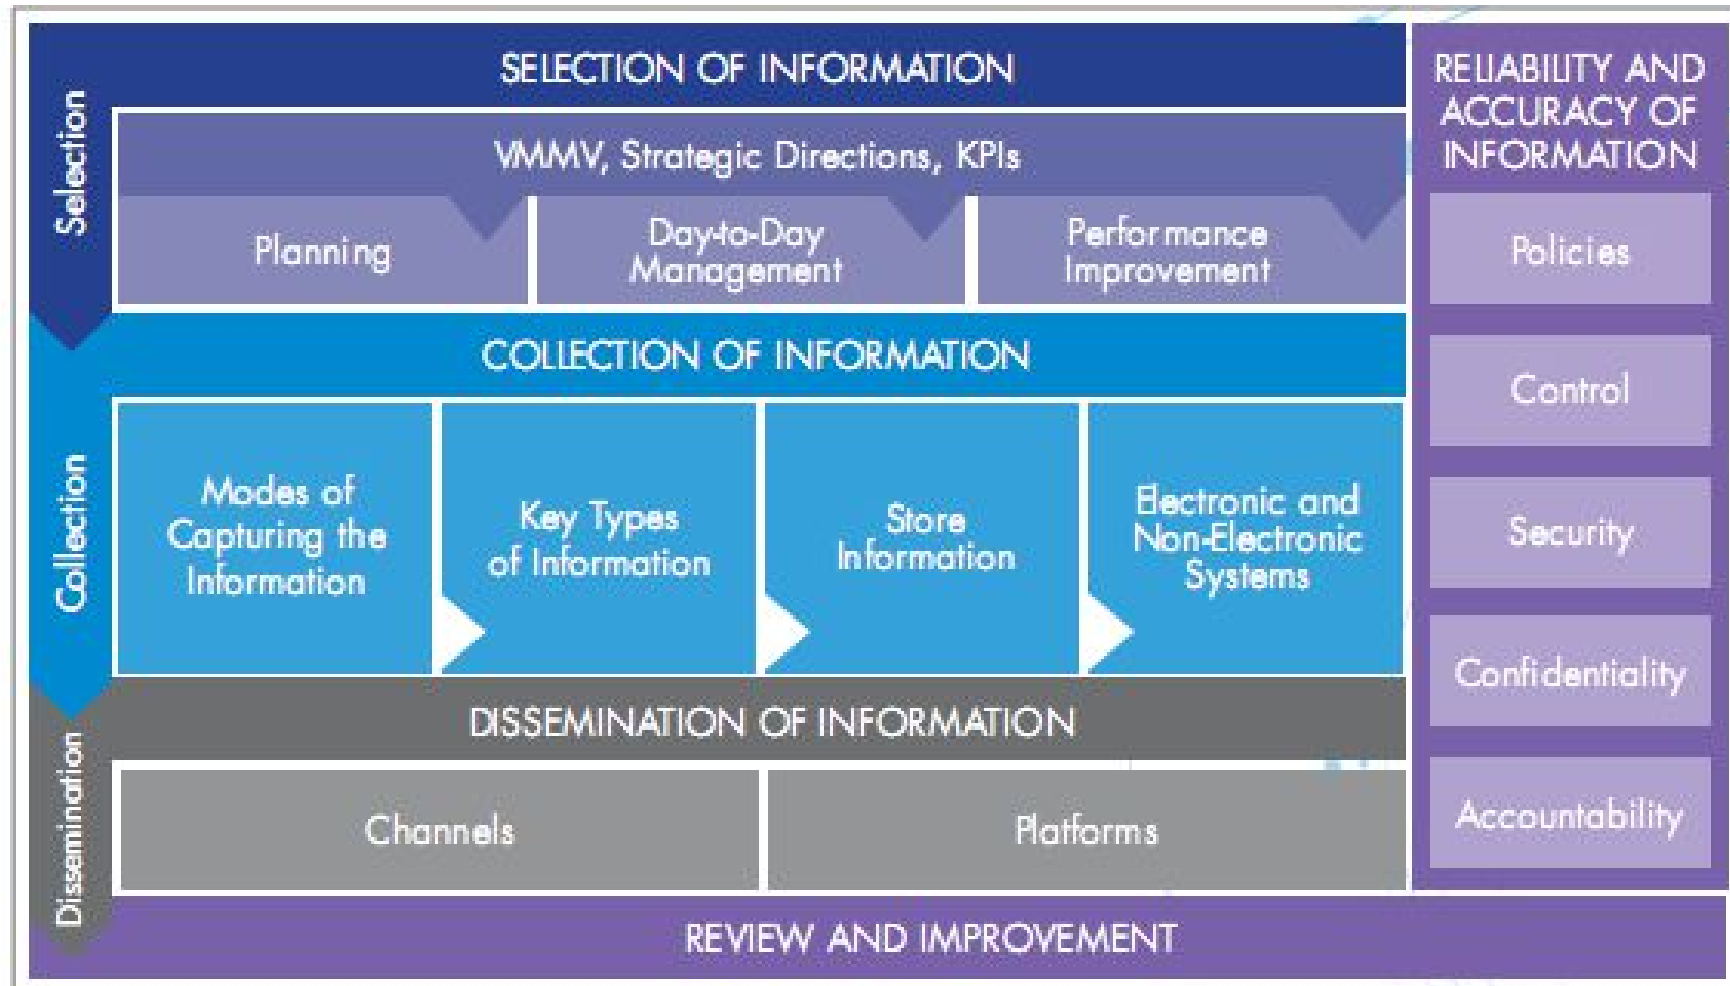 Selection
SELECTION OF INFORMATION
VMMV, Strategic Directions, KPIs
Planning
Day-to-Day
Management
Performance
Improvement
Collection
COLLECTION OF INFORMATION
Modes of
Capturing the
Information
Key Types
of Information
Store
Information
Electronic and
Non-Electronic
Systems
Dissemination
DISSEMINATION OF INFORMATION
Channels
Platforms
RELIABILITY AND
ACCURACY OF
INFORMATION
Policies
Control
Security
Confidentiality
Accountability
REVIEW AND IMPROVEMENT